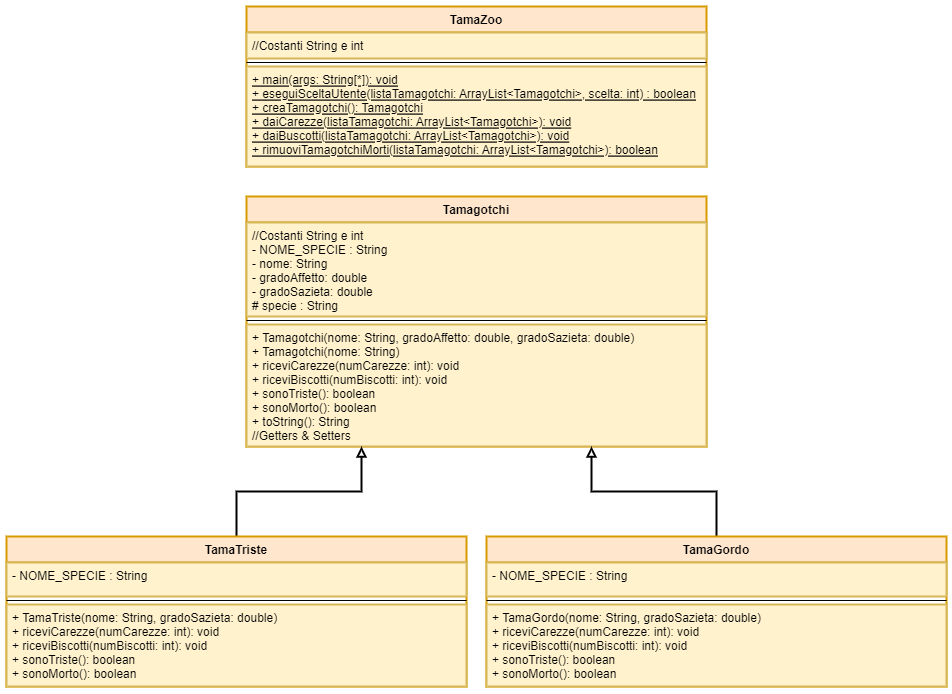 TamaZoo
//Costanti String e int
+ main(args: String[*]): void
+ eseguiSceltaUtente(listaTamagotchi: ArrayList<Tamagotchi>, scelta: int) : boolean
+ creaTamagotchi(): Tamagotchi
+ daiCarezze(listaTamagotchi: ArrayList<Tamagotchi>): void
+ daiBuscotti(listaTamagotchi: ArrayList<Tamagotchi>): void
+ rimuoviTamagotchiMorti(listaTamagotchi: ArrayList<Tamagotchi>): boolean
Tamagotchi
//Costanti String e int
- NOME_SPECIE : String
- nome: String
- gradoAffetto: double
- gradoSazieta: double
# specie : String
+ Tamagotchi(nome: String, gradoAffetto: double, gradoSazieta: double)
+ Tamagotchi(nome: String)
+ riceviCarezze(numCarezze: int): void
+ riceviBiscotti(numBiscotti: int): void
+ sonoTriste(): boolean
+ sonoMorto(): boolean
+ toString(): String
//Getters & Setters
TamaTriste
- NOME_SPECIE : String
+ TamaTriste(nome: String, gradoSazieta: double)
+ riceviCarezze(numCarezze: int): void
+ riceviBiscotti(numBiscotti: int): void
+ sonoTriste(): boolean
+ sonoMorto(): boolean
TamaGordo
- NOME_SPECIE : String
+ TamaGordo(nome: String, gradoSazieta: double)
+ riceviCarezze(numCarezze: int): void
+ riceviBiscotti(numBiscotti: int): void
+ sonoTriste(): boolean
+ sonoMorto(): boolean